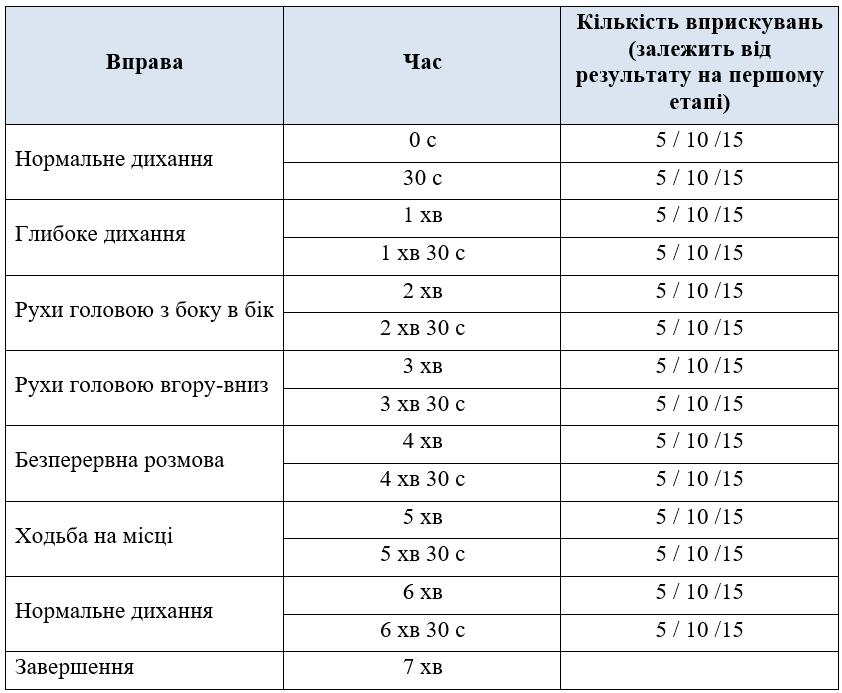 Вправа
Час
Кількість вприскувань
(залежить від
результату на першому
етапі)
Нормальне дихання
0 с
5 / 10 /15
30 с
5 / 10 /15
Глибоке дихання
1 хв
5 / 10 /15
1 хв 30 с
5 / 10 /15
Рухи головою з боку в бік
2 хв
5 / 10 /15
2 хв 30 с
5 / 10 /15
Рухи головою вгору-вниз
3 хв
5 / 10 /15
3 хв 30 с
5 / 10 /15
Безперервна розмова
4 хв
5 / 10 /15
4 хв 30 с
5 / 10 /15
Ходьба на місці
5 хв
5 / 10 /15
5 хв 30 с
5 / 10 /15
Нормальне дихання
6 хв
5 / 10 /15
6 хв 30 с
5 / 10 /15
Завершення
7 хв